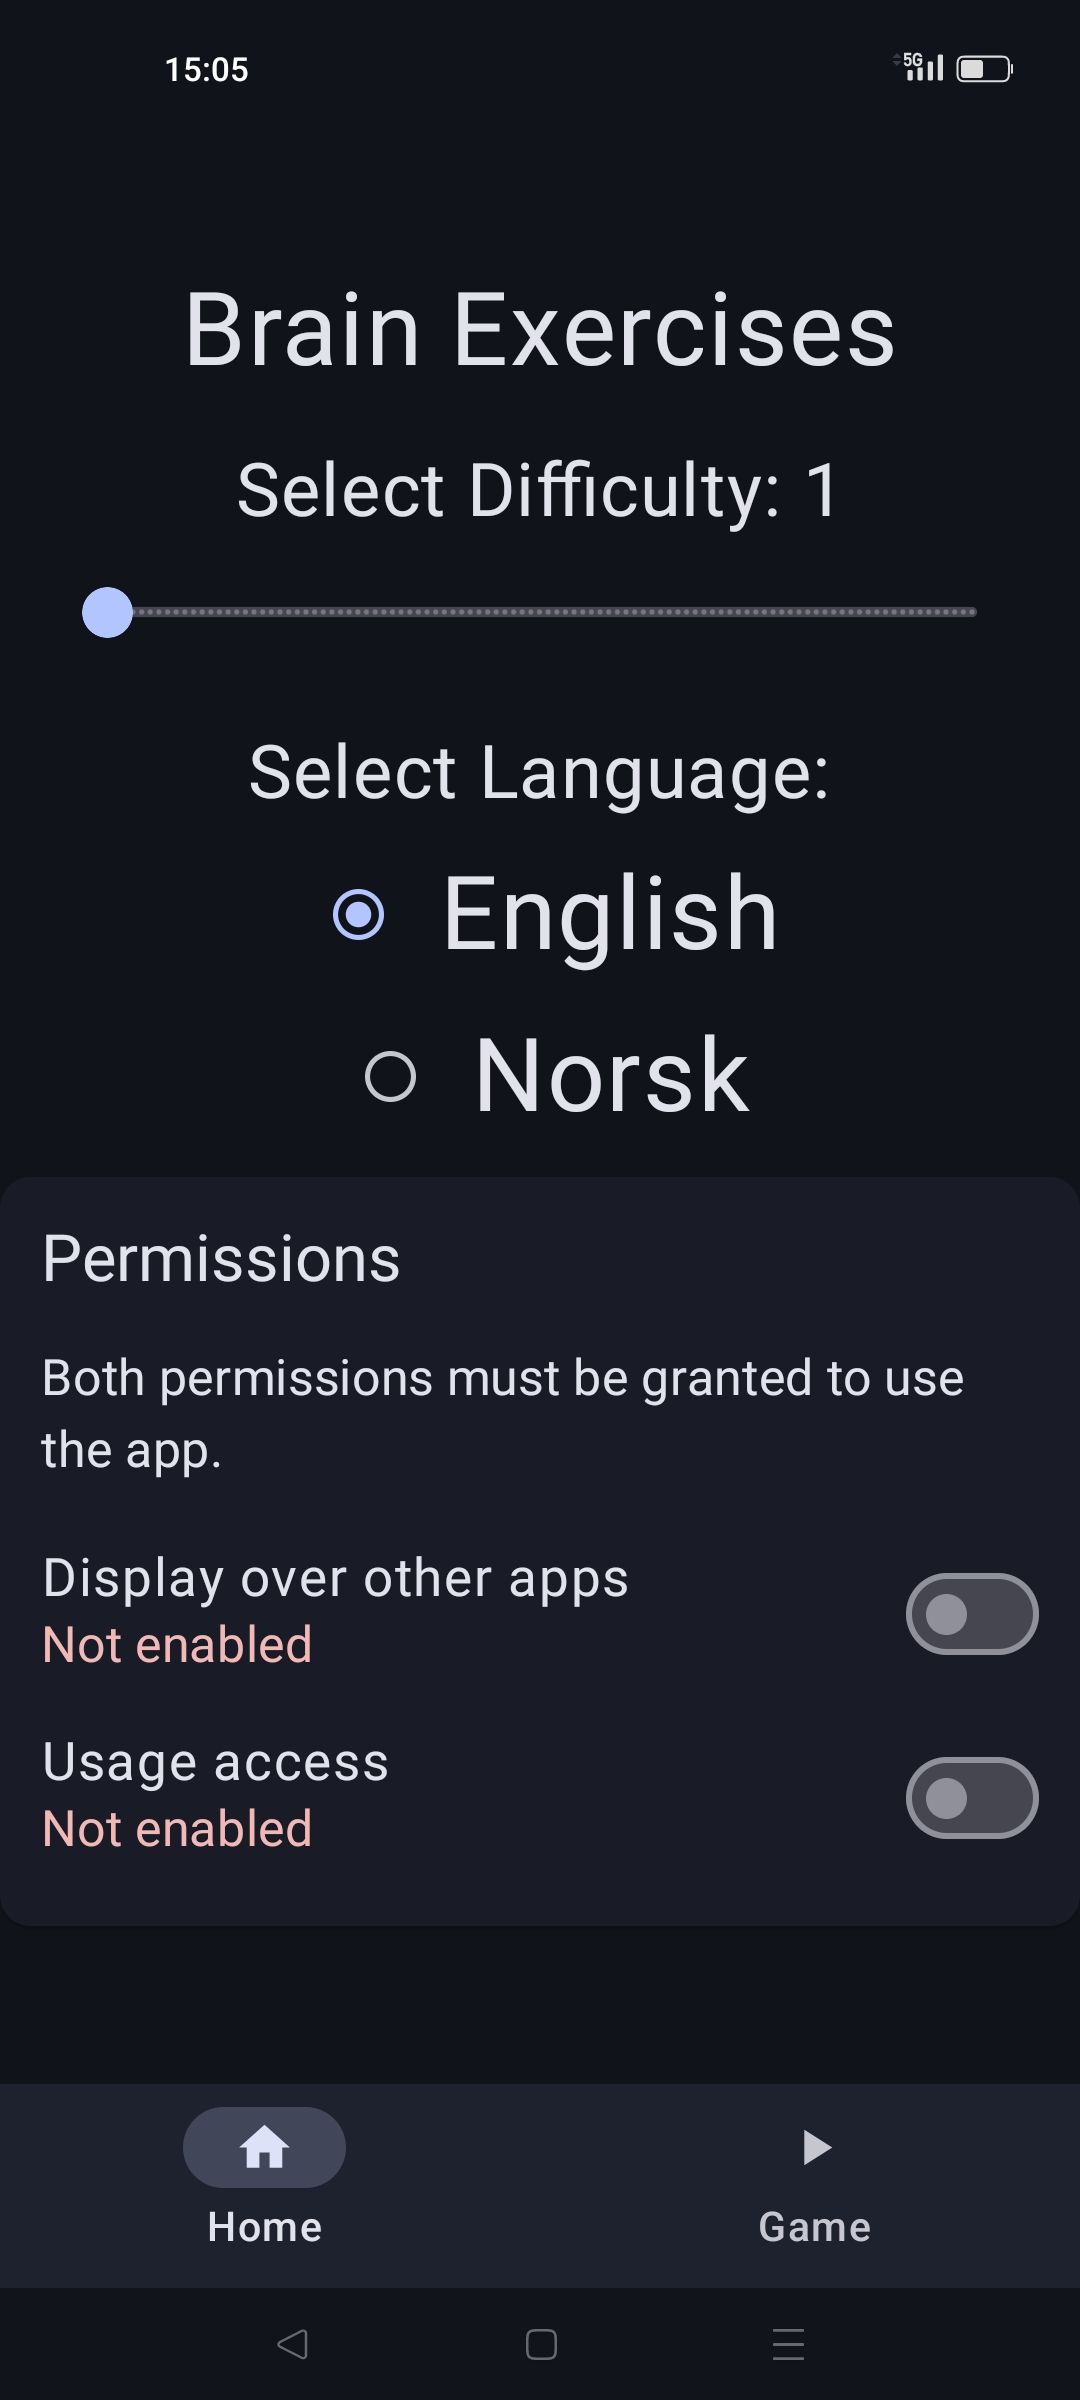 15:05
5G
Brain Exercises
Select Difficulty: 1
Select Language:
English
Norsk
Permissions
Both permissions must be granted to use
the app.
Display over other apps
Not enabled
Usage access
Not enabled
Home
Game